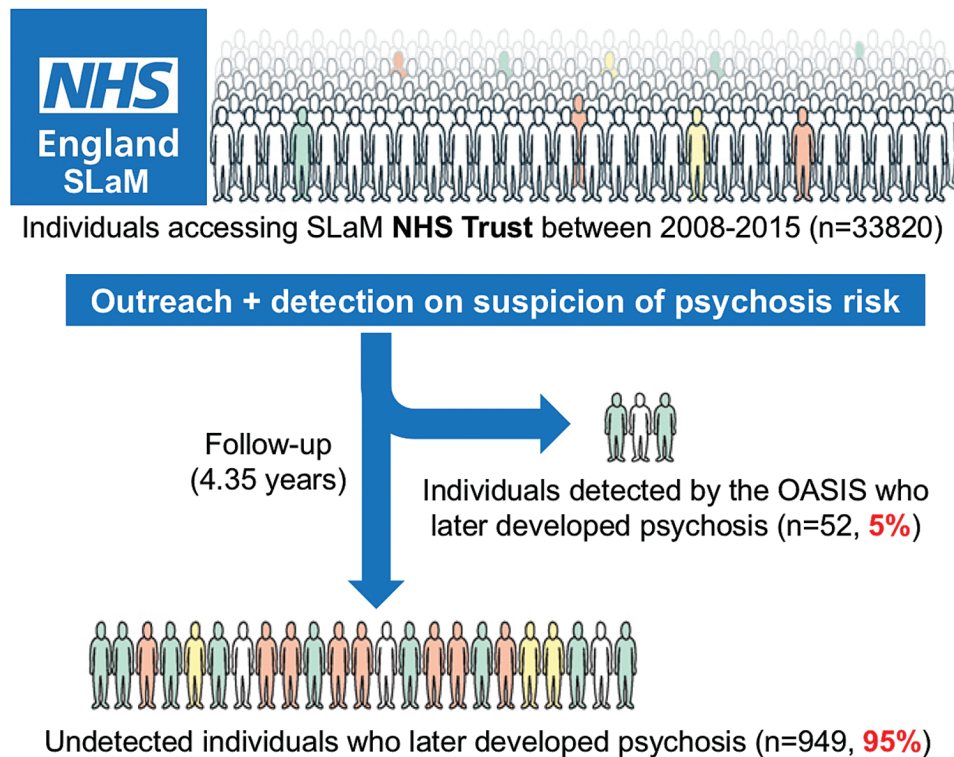 NHS
England
SLaM
Individuals accessing SLaM NHS Trust between 2008-2015 (n=33820)
Outreach + detection on suspicion of psychosis risk
Follow-up
(4.35 years)
Individuals detected by the OASIS who
later developed psychosis (n=52, 5%)
Undetected individuals who later developed psychosis (n=949, 95%)